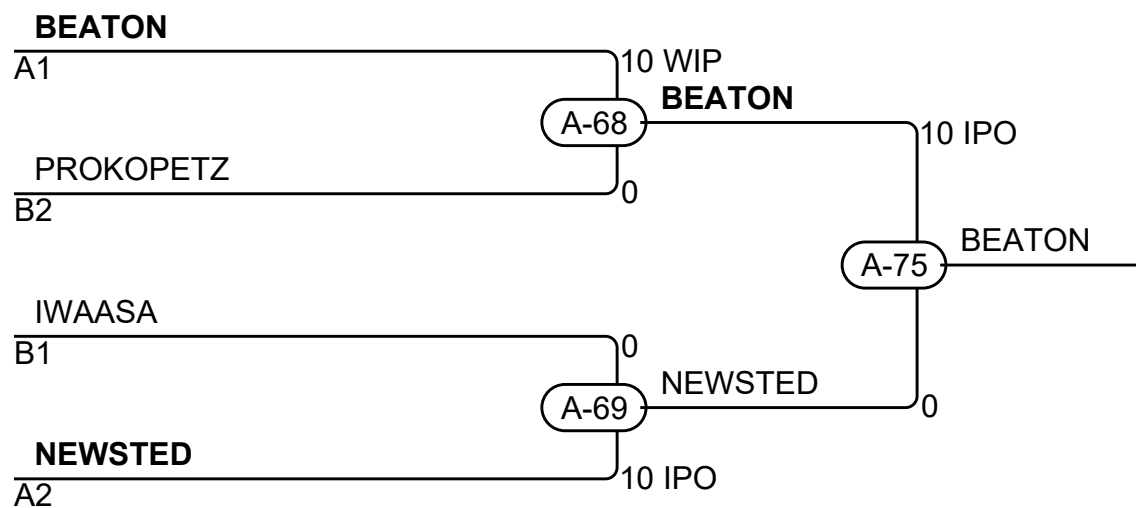 BEATON
A1
10 WIP
BEATON
A-68
10 IPO
PROKOPETZ
B2
0
BEATON
A-75
IWAASA
B1
0
NEWSTED
A-69
0
NEWSTED
A2
10 IPO